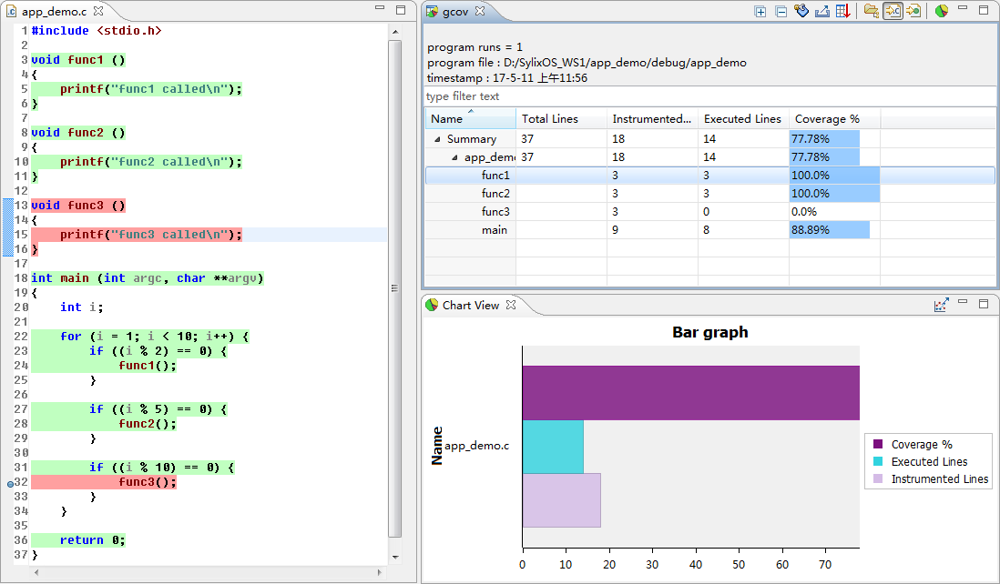 app_demo.c
1 #include <stdio.h>
2
3 void func1 ()
4 {
5     printf("func1 called\n");
6 }
7
8 void func2 ()
9 {
10     printf("func2 called\n");
11 }
12
13 void func3 ()
14 {
15     printf("func3 called\n");
16 }
17
18 int main (int argc, char **argv)
19 {
20     int i;
21
22     for (i = 1; i < 10; i++) {
23         if ((i % 2) == 0) {
24             func1();
25         }
26
27         if ((i % 5) == 0) {
28             func2();
29         }
30
31         if ((i % 10) == 0) {
32             func3();
33         }
34     }
35
36     return 0;
37 }
gcov
program runs = 1
program file : D:/SylixOS_WS1/app_demo/debug/app_demo
timestamp : 17-5-11 上午11:56
type filter text
Name Total Lines Instrumented... Executed Lines Coverage %
Summary 37 18 14 77.78%
app_demo 37 18 14 77.78%
func1 3 3 100.0%
func2 3 3 100.0%
func3 3 0 0.0%
main 9 8 88.89%
Chart View
Bar graph
Name
app_demo.c
Coverage %
Executed Lines
Instrumented Lines
0 10 20 30 40 50 60 70